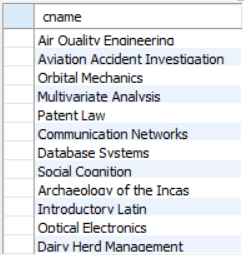 cname
Air Quality Engineering
Aviation Accident Investigation
Orbital Mechanics
Multivariate Analysis
Patent Law
Communication Networks
Database Systems
Social Cognition
Archaeology of the Incas
Introductory Latin
Optical Electronics
Dairy Herd Management